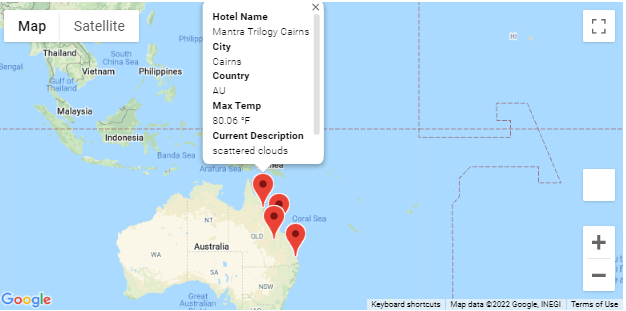 Map
Satellite
Hotel Name
Mantra Trilogy Cairns
City
Cairns
Country
AU
Max Temp
80.06 °F
Current Description
scattered clouds
HI
Thailand
South
China Sea
Bengal
Vietnam
Philippines
Gulf of
Thailand
Malaysia
Indonesia
Banda Sea
Arafura Sea
nea
Coral Sea
NT
QLD
WA
Australia
SA
NSW
Great
Australian
Google
Keyboard shortcuts
Map data ©2022 Google, INEGI
Terms of Use